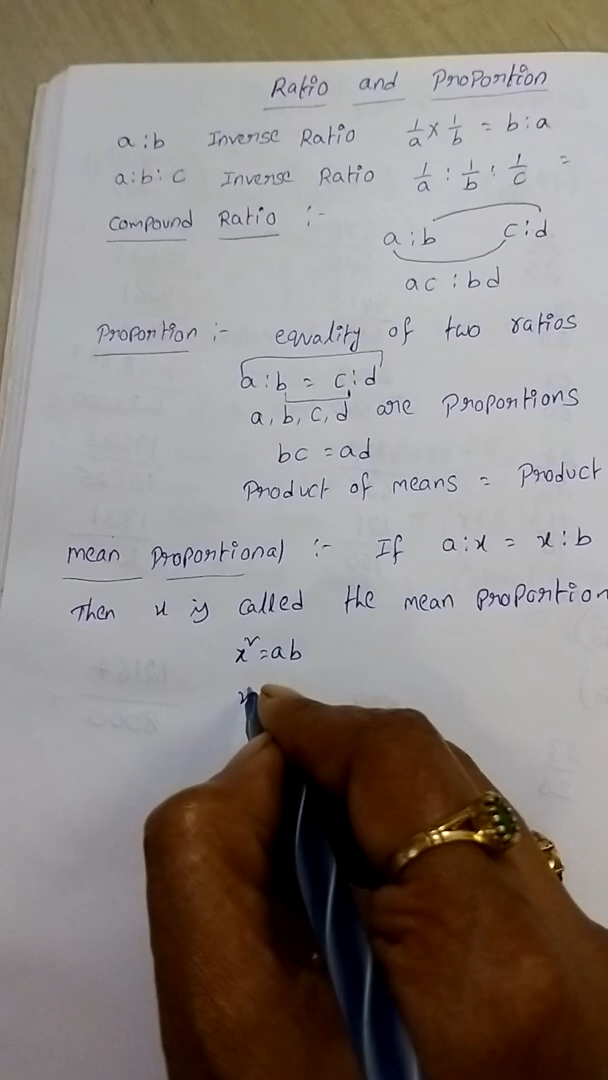 Ratio and Proportion
a:b Inverse Ratio 1/a × 1/b = b:a
a:b:c Inverse Ratio 1/a : 1/b : 1/c =
Compound Ratio :-
a:b c:d
ac : bd
Proportion :- equality of two ratios
a:b = c:d
a, b, c, d are proportions
bc = ad
Product of means = Product
mean proportional :- If a:x = x:b
Then x is called the mean proportion
x² = ab